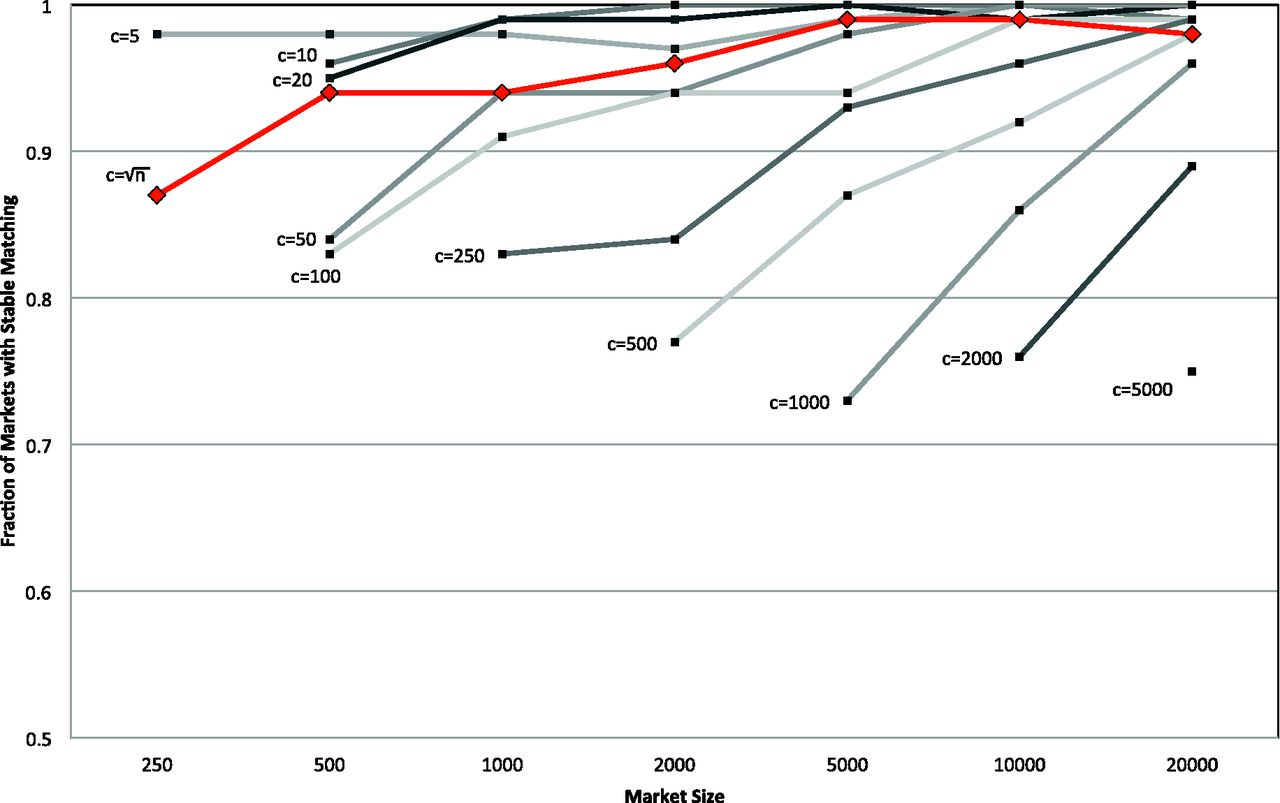 1
c=5
c=10
c=20
0.9
c=√n
c=50
c=250
c=100
0.8
c=500
c=2000
c=5000
c=1000
0.7
0.6
0.5
Fraction of Markets with Stable Matching
250 500 1000 2000 5000 10000 20000
Market Size